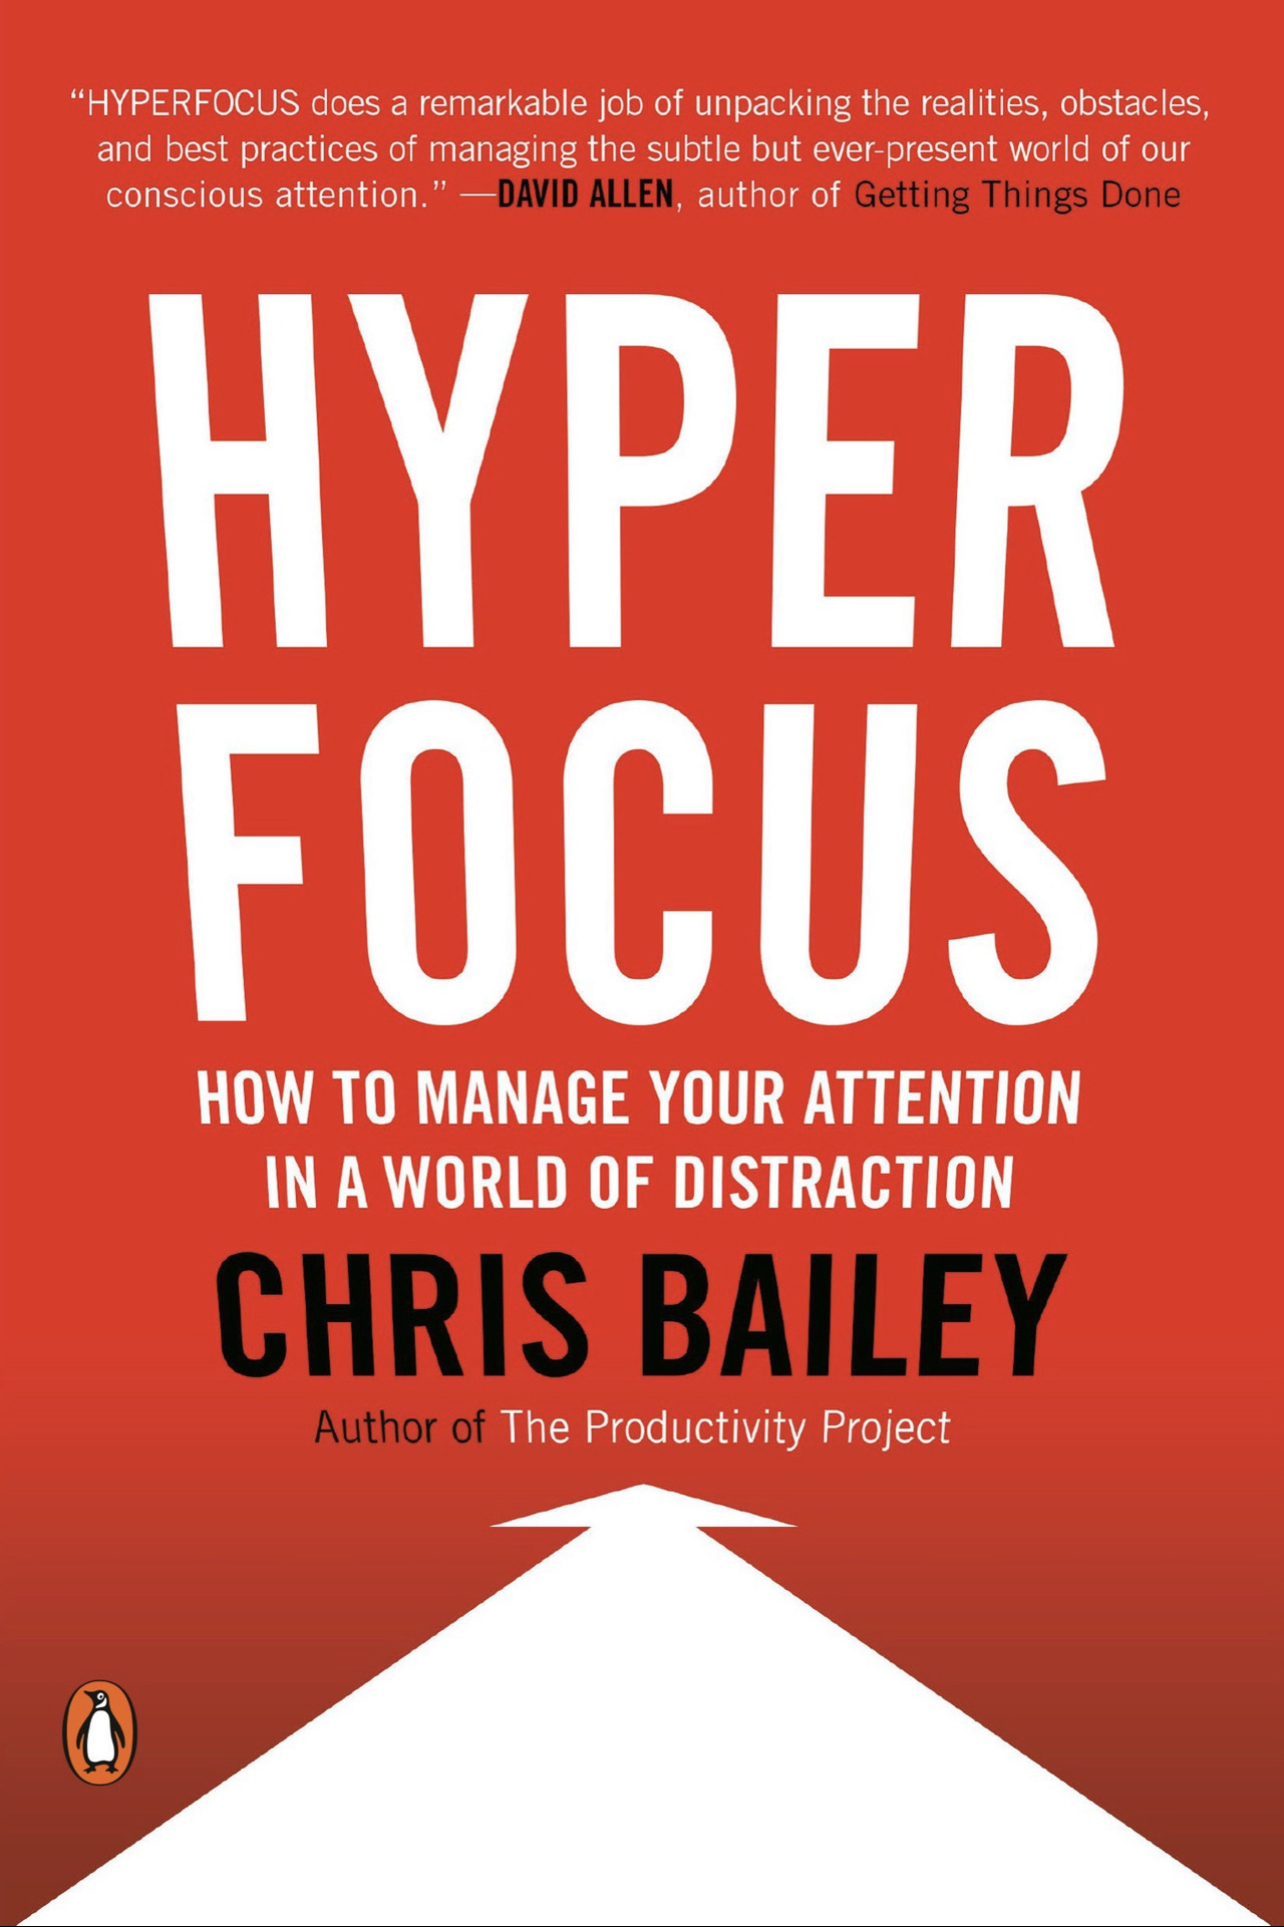 “HYPERFOCUS does a remarkable job of unpacking the realities, obstacles,
and best practices of managing the subtle but ever-present world of our
conscious attention.” —DAVID ALLEN, author of Getting Things Done
HYPER
FOCUS
HOW TO MANAGE YOUR ATTENTION
IN A WORLD OF DISTRACTION
CHRIS BAILEY
Author of The Productivity Project